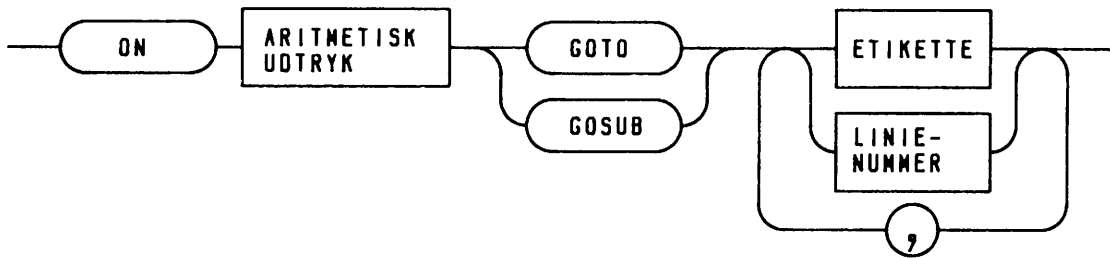 ON
ARITMETISK
UDTRYK
GOTO
GOSUB
ETIKETTE
LINIE-
NUMMER
,